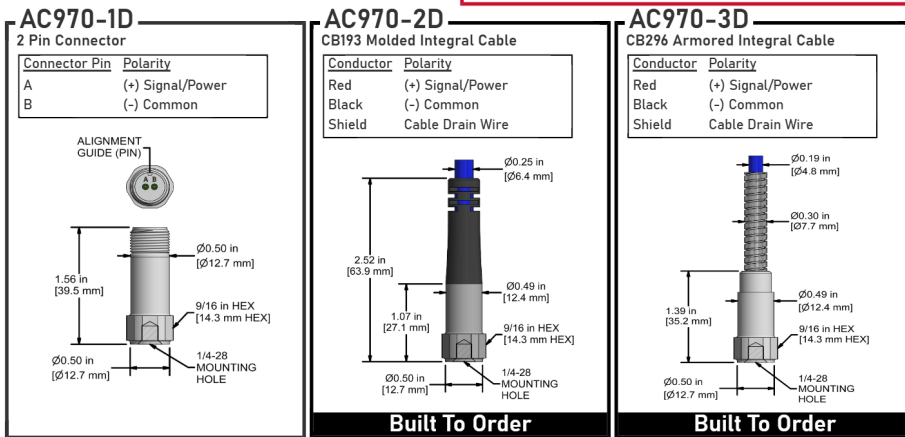 AC970-1D
2 Pin Connector
Connector Pin Polarity
A (+) Signal/Power
B (-) Common
ALIGNMENT
GUIDE (PIN)
A B
Ø0.50 in
[Ø12.7 mm]
1.56 in
[39.5 mm]
9/16 in HEX
[14.3 mm HEX]
Ø0.50 in
[Ø12.7 mm]
1/4-28
MOUNTING
HOLE
AC970-2D
CB193 Molded Integral Cable
Conductor Polarity
Red (+) Signal/Power
Black (-) Common
Shield Cable Drain Wire
Ø0.25 in
[Ø6.4 mm]
2.52 in
[63.9 mm]
Ø0.49 in
[12.4 mm]
1.07 in
[27.1 mm]
9/16 in HEX
[14.3 mm HEX]
Ø0.50 in
[12.7 mm]
1/4-28
MOUNTING
HOLE
Built To Order
AC970-3D
CB296 Armored Integral Cable
Conductor Polarity
Red (+) Signal/Power
Black (-) Common
Shield Cable Drain Wire
Ø0.19 in
[Ø4.8 mm]
Ø0.30 in
[Ø7.7 mm]
1.39 in
[35.2 mm]
Ø0.49 in
[Ø12.4 mm]
9/16 in HEX
[14.3 mm HEX]
Ø0.50 in
[Ø12.7 mm]
1/4-28
MOUNTING
HOLE
Built To Order